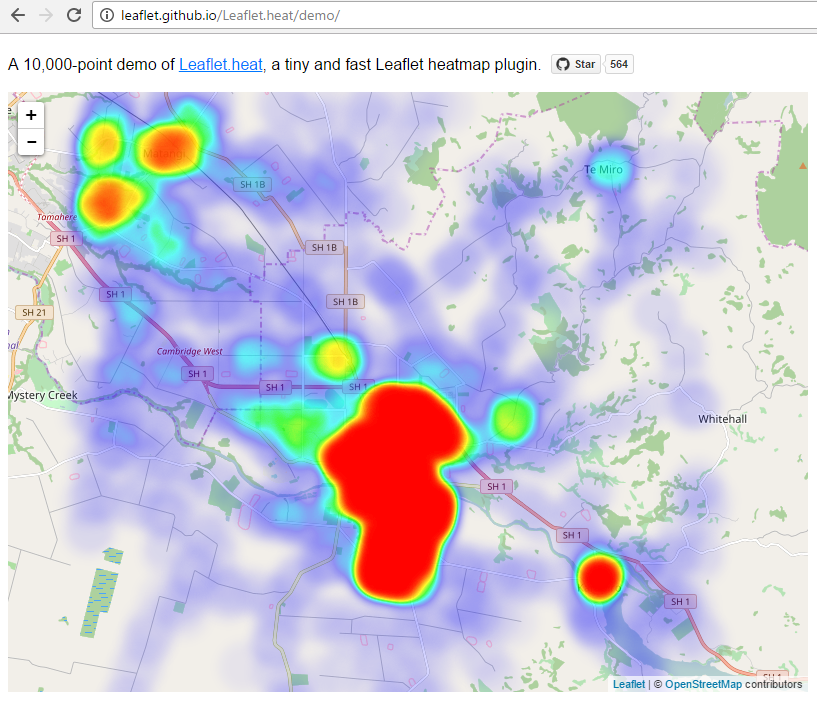 leaflet.github.io/Leaflet.heat/demo/
A 10,000-point demo of Leaflet.heat, a tiny and fast Leaflet heatmap plugin.
Star 564
+
−
Matangi
Te Miro
SH 1B
Tamahere
SH 1
SH 1B
SH 1
SH 1B
SH 21
Cambridge West
SH 1
SH 1
SH 1
Mystery Creek
Whitehall
SH 1
SH 1
SH 1
SH 1
Leaflet | © OpenStreetMap contributors